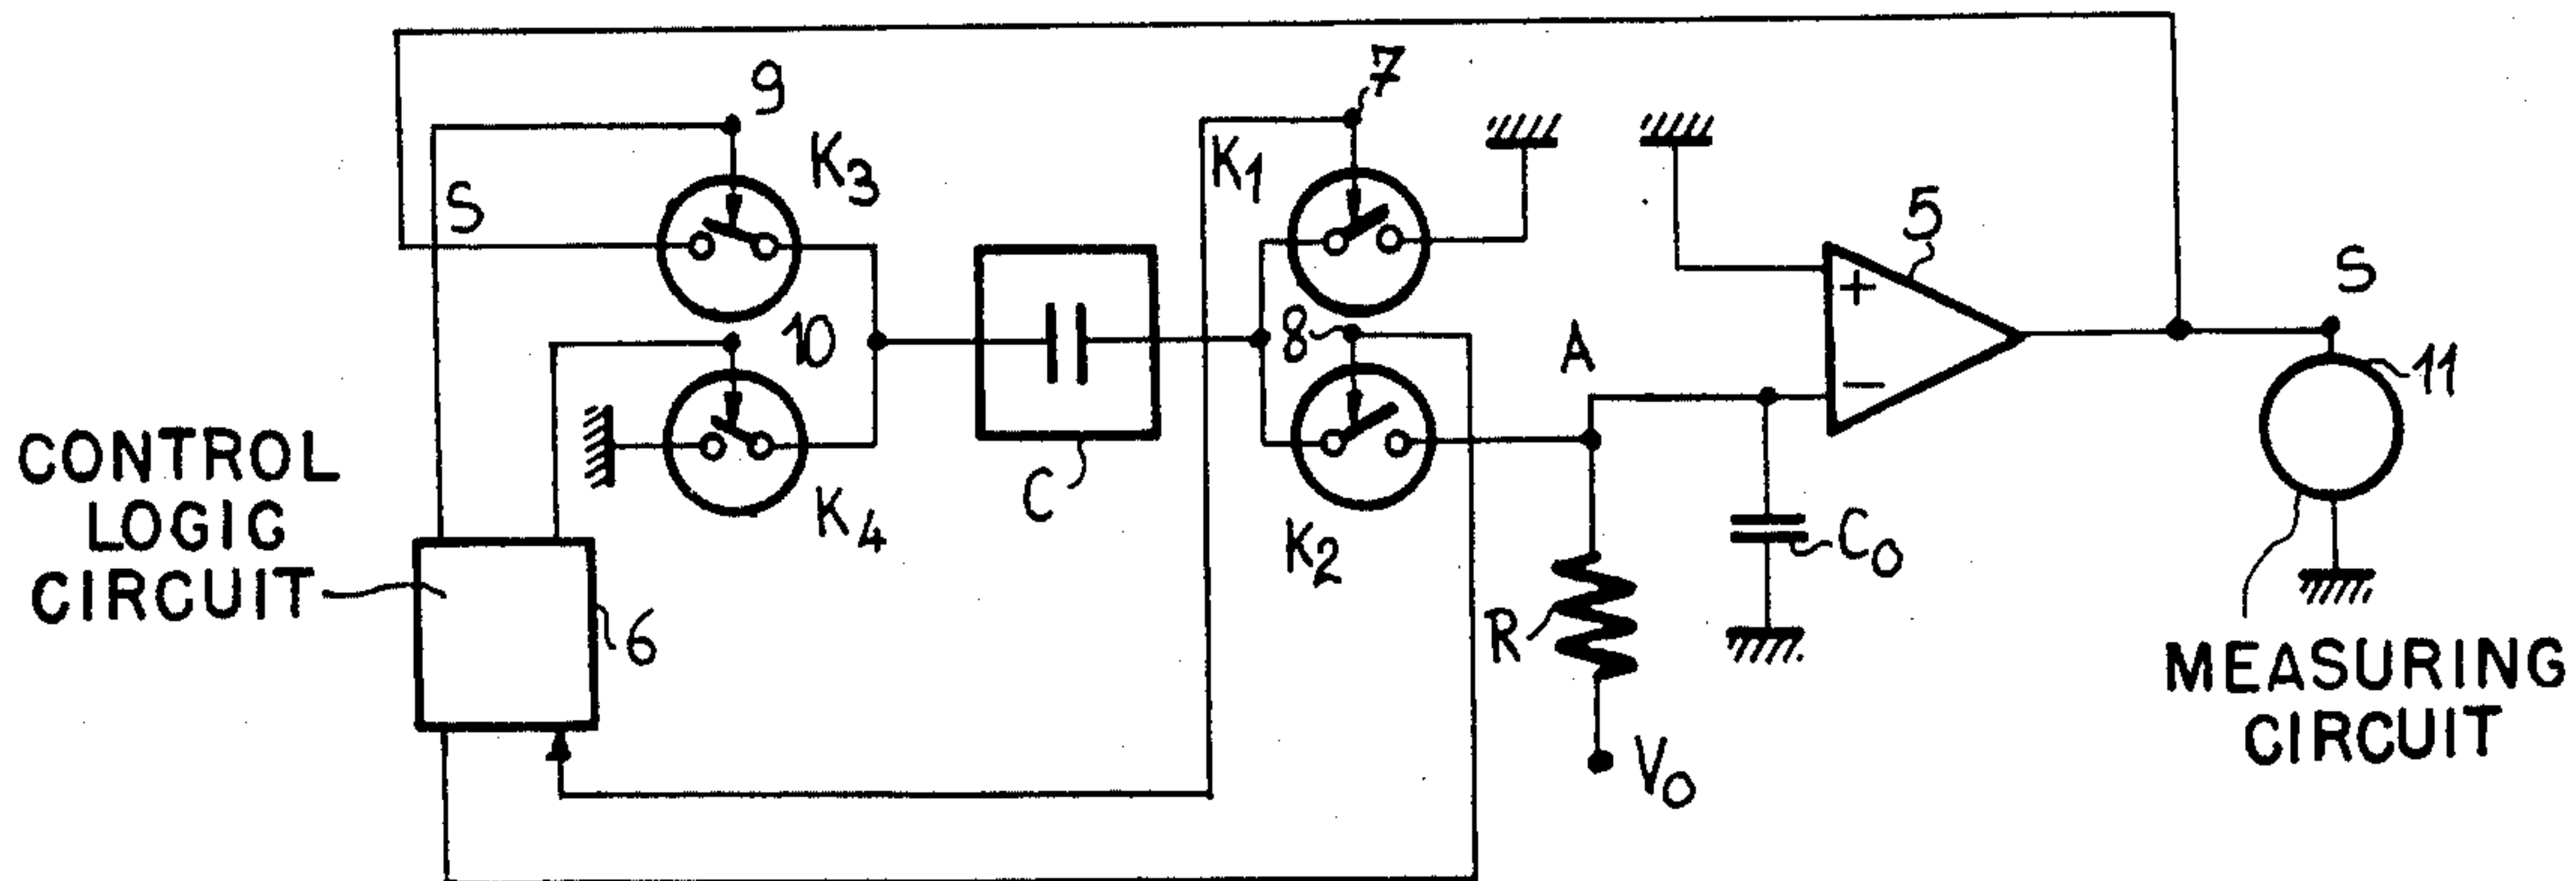 9
7
K3
K1
S
5
S
10
8
A
11
CONTROL
LOGIC
CIRCUIT
K4
C
K2
C0
6
R
V0
MEASURING
CIRCUIT
+
−